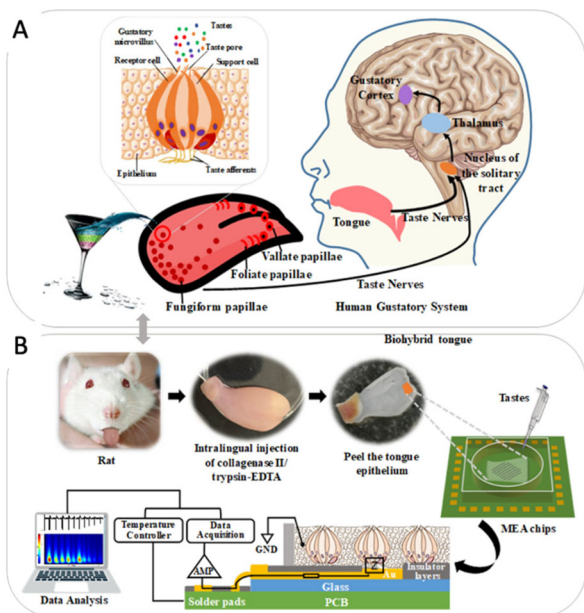 A
Gustatory
microvillus
Tastes
Taste pore
Receptor cell
Support cell
Epithelium
Taste afferents
Gustatory
Cortex
Thalamus
Nucleus of
the solitary
tract
Tongue
Taste Nerves
Vallate papillae
Foliate papillae
Fungiform papillae
Taste Nerves
Human Gustatory System
B
Biohybrid tongue
Rat
Intralingual injection
of collagenase II/
trypsin-EDTA
Peel the tongue
epithelium
Tastes
MEA chips
Temperature
Controller
Data
Acquisition
GND
AMP
Z
Au
Insulator
layers
Glass
Solder pads
PCB
Data Analysis